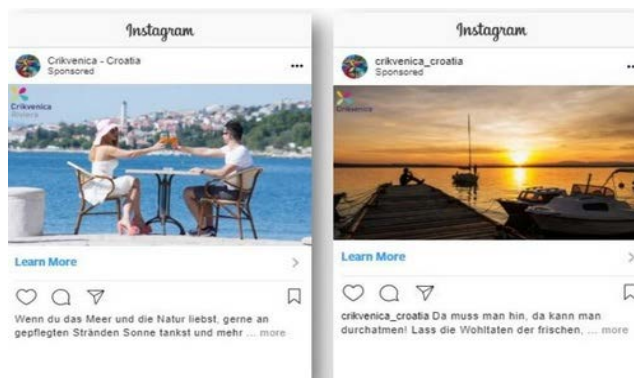 Instagram
Crikvenica - Croatia
Sponsored
Crikvenica
Riviera
Learn More
Wenn du das Meer und die Natur liebst, gerne an
gepflegten Stränden Sonne tankst und mehr ... more
Instagram
crikvenica_croatia
Sponsored
Crikvenica
Learn More
crikvenica_croatia Da muss man hin, da kann man
durchatmen! Lass die Wohltaten der frischen, ... more